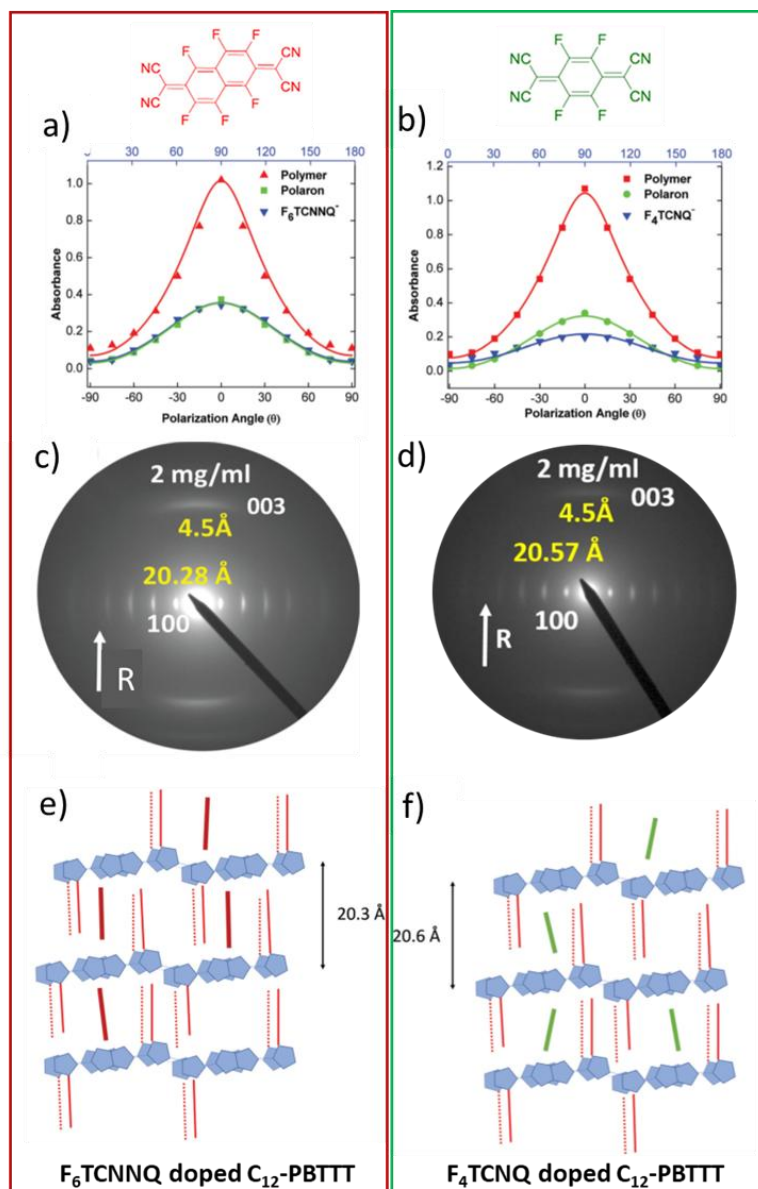 F F
NC F CN
NC CN
F F F
F F
NC CN
NC CN
F F
a)
0 30 60 90 120 150 180
1.0
0.8
0.6
0.4
0.2
0.0
Absorbance
Polymer
Polaron
F₆TCNNQ⁻
-90 -60 -30 0 30 60 90
Polarization Angle (θ)
b)
0 30 60 90 120 150 180
1.2
1.0
0.8
0.6
0.4
0.2
0.0
Absorbance
Polymer
Polaron
F₄TCNQ⁻
-90 -60 -30 0 30 60 90
Polarization Angle (θ)
c)
2 mg/ml
003
4.5Å
20.28 Å
100
R
d)
2 mg/ml
003
4.5Å
20.57 Å
100
R
e)
20.3 Å
F₆TCNNQ doped C₁₂-PBTTT
f)
20.6 Å
F₄TCNQ doped C₁₂-PBTTT